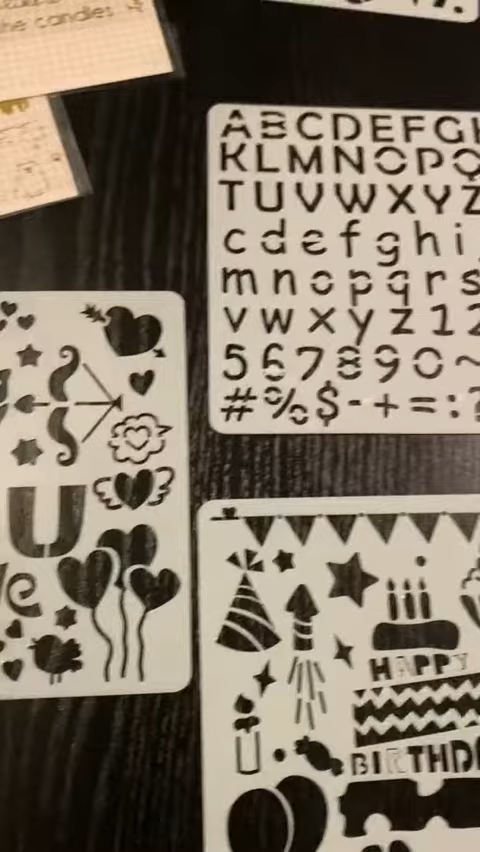 the candles
ABCDEFG
KLMNOPQ
TUVWXYZ
cdefghi
mnopqrs
vwxyz12
567890~
#%$-+=:?
U
HAPPY
BIRTHD